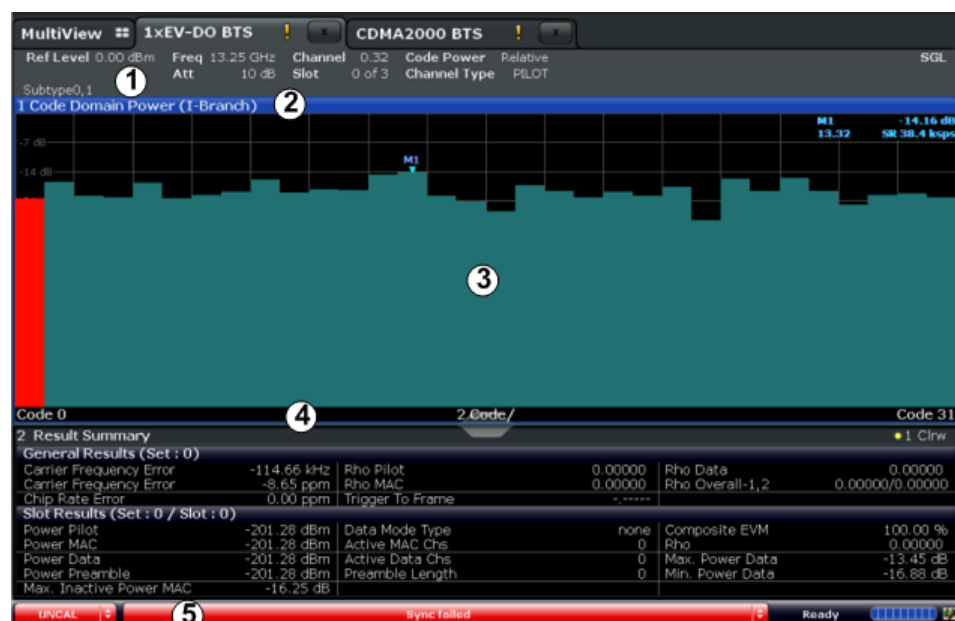 MultiView 1xEV-DO BTS ! x CDMA2000 BTS ! x
Ref Level 0.00 dBm Freq 13.25 GHz Channel 0.32 Code Power Relative SGL
1 Att 10 dB Slot 0 of 3 Channel Type PILOT
Subtype0,1
1 Code Domain Power (I-Branch) 2
M1 -14.16 dB
13.32 SR 38.4 ksps
-7 dB
M1
-14 dB
3
Code 0 4 2 Code/ Code 31
2 Result Summary 1 Clrw
General Results (Set : 0)
Carrier Frequency Error -114.66 kHz Rho Pilot 0.00000 Rho Data 0.00000
Carrier Frequency Error -8.65 ppm Rho MAC 0.00000 Rho Overall-1,2 0.00000/0.00000
Chip Rate Error 0.00 ppm Trigger To Frame -.-----
Slot Results (Set : 0 / Slot : 0)
Power Pilot -201.28 dBm Data Mode Type none Composite EVM 100.00 %
Power MAC -201.28 dBm Active MAC Chs 0 Rho 0.00000
Power Data -201.28 dBm Active Data Chs 0 Max. Power Data -13.45 dB
Power Preamble -201.28 dBm Preamble Length 0 Min. Power Data -16.88 dB
Max. Inactive Power MAC -16.25 dB
UNCAL 5 Sync failed Ready